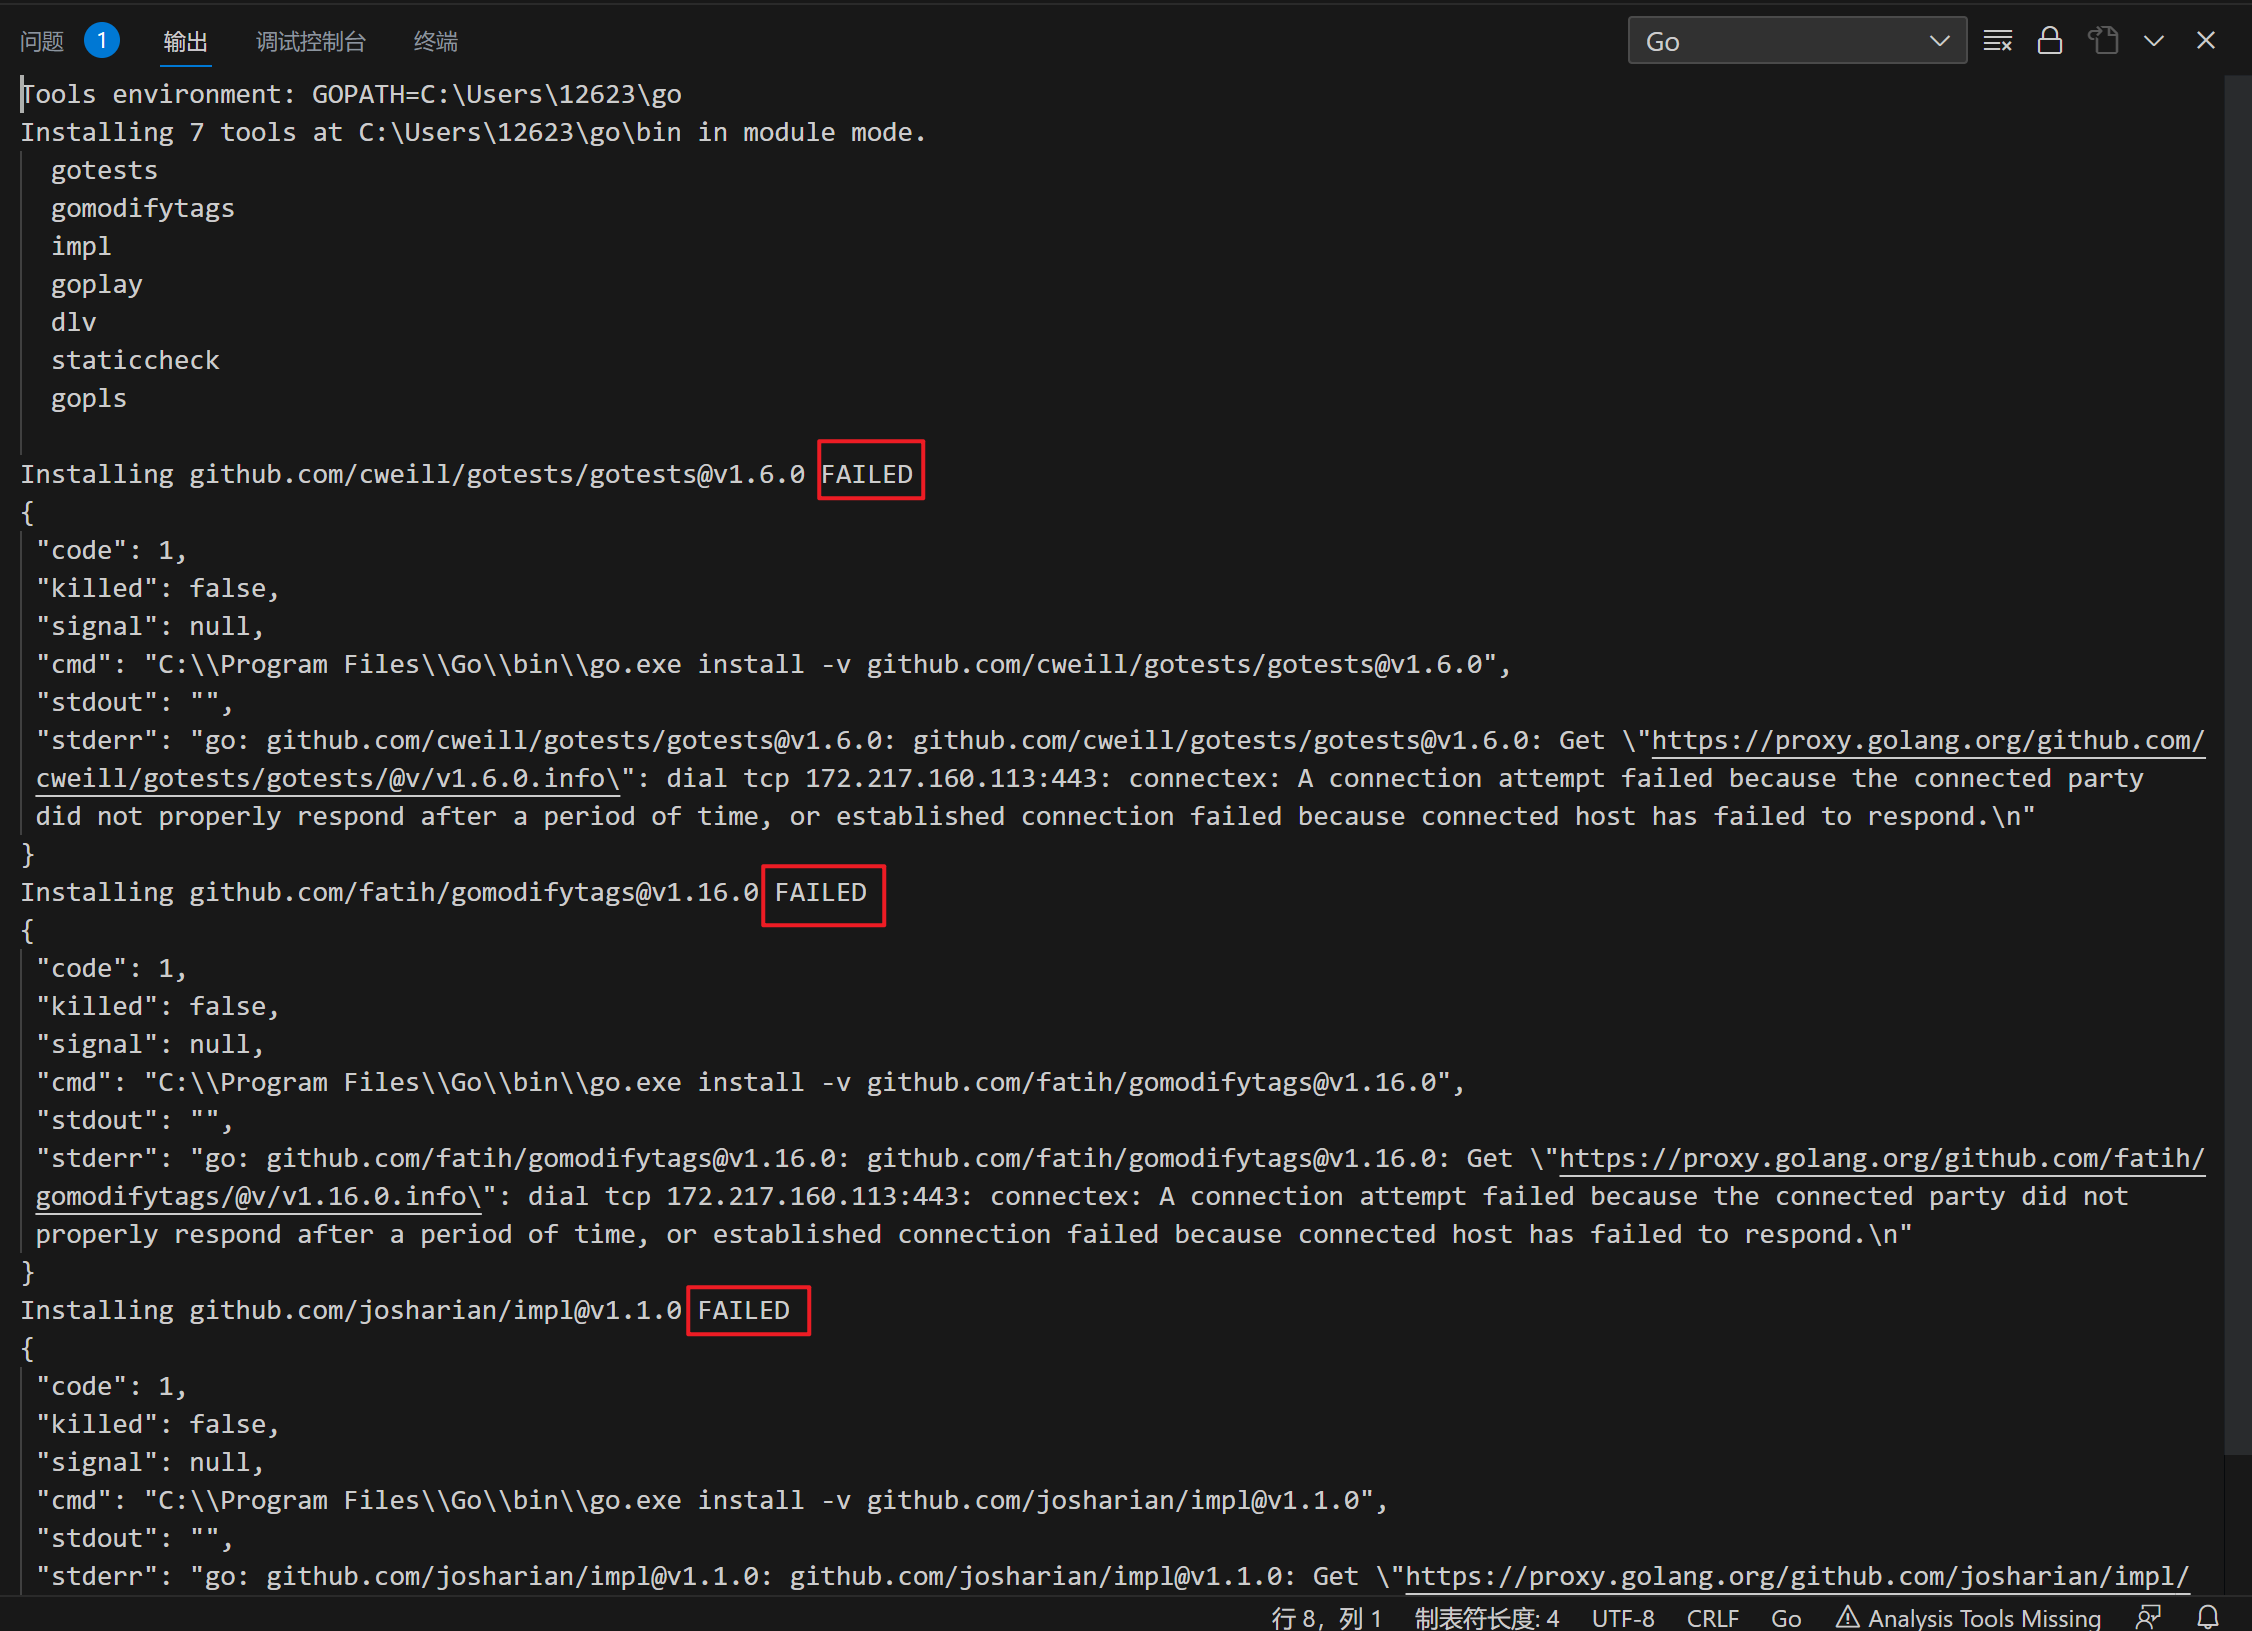 问题 1 输出 调试控制台 终端 Go
Tools environment: GOPATH=C:\Users\12623\go
Installing 7 tools at C:\Users\12623\go\bin in module mode.
gotests
gomodifytags
impl
goplay
dlv
staticcheck
gopls
Installing github.com/cweill/gotests/gotests@v1.6.0 FAILED
{
"code": 1,
"killed": false,
"signal": null,
"cmd": "C:\\Program Files\\Go\\bin\\go.exe install -v github.com/cweill/gotests/gotests@v1.6.0",
"stdout": "",
"stderr": "go: github.com/cweill/gotests/gotests@v1.6.0: github.com/cweill/gotests/gotests@v1.6.0: Get \"https://proxy.golang.org/github.com/
cweill/gotests/gotests/@v/v1.6.0.info\": dial tcp 172.217.160.113:443: connectex: A connection attempt failed because the connected party
did not properly respond after a period of time, or established connection failed because connected host has failed to respond.\n"
}
Installing github.com/fatih/gomodifytags@v1.16.0 FAILED
{
"code": 1,
"killed": false,
"signal": null,
"cmd": "C:\\Program Files\\Go\\bin\\go.exe install -v github.com/fatih/gomodifytags@v1.16.0",
"stdout": "",
"stderr": "go: github.com/fatih/gomodifytags@v1.16.0: github.com/fatih/gomodifytags@v1.16.0: Get \"https://proxy.golang.org/github.com/fatih/
gomodifytags/@v/v1.16.0.info\": dial tcp 172.217.160.113:443: connectex: A connection attempt failed because the connected party did not
properly respond after a period of time, or established connection failed because connected host has failed to respond.\n"
}
Installing github.com/josharian/impl@v1.1.0 FAILED
{
"code": 1,
"killed": false,
"signal": null,
"cmd": "C:\\Program Files\\Go\\bin\\go.exe install -v github.com/josharian/impl@v1.1.0",
"stdout": "",
"stderr": "go: github.com/josharian/impl@v1.1.0: github.com/josharian/impl@v1.1.0: Get \"https://proxy.golang.org/github.com/josharian/impl/
行 8，列 1 制表符长度: 4 UTF-8 CRLF Go Analysis Tools Missing